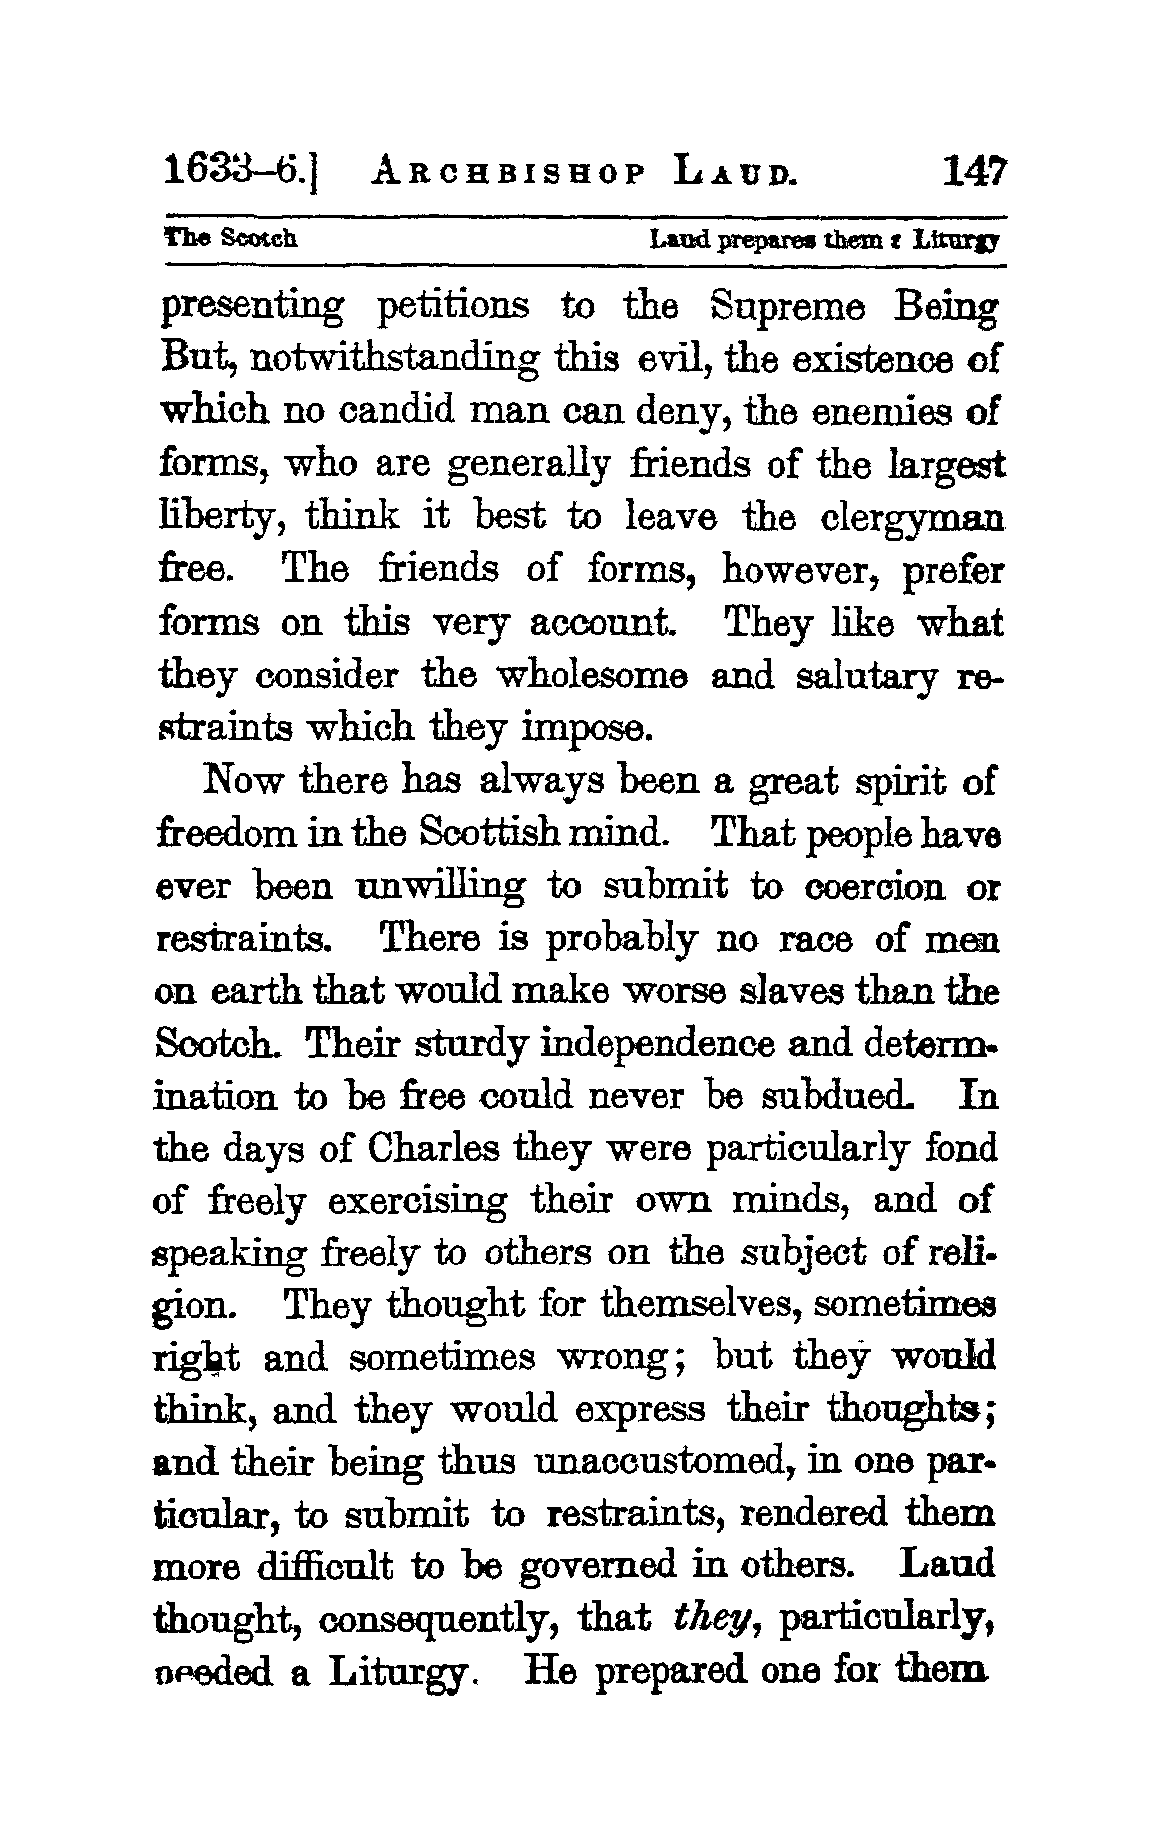 1633–6.] Archbishop Laud. 147
The Scotch Laud prepares them a Liturgy
presenting petitions to the Supreme Being
But, notwithstanding this evil, the existence of
which no candid man can deny, the enemies of
forms, who are generally friends of the largest
liberty, think it best to leave the clergyman
free. The friends of forms, however, prefer
forms on this very account. They like what
they consider the wholesome and salutary re-
straints which they impose.
Now there has always been a great spirit of
freedom in the Scottish mind. That people have
ever been unwilling to submit to coercion or
restraints. There is probably no race of men
on earth that would make worse slaves than the
Scotch. Their sturdy independence and determ-
ination to be free could never be subdued. In
the days of Charles they were particularly fond
of freely exercising their own minds, and of
speaking freely to others on the subject of reli-
gion. They thought for themselves, sometimes
right and sometimes wrong; but they would
think, and they would express their thoughts;
and their being thus unaccustomed, in one par-
ticular, to submit to restraints, rendered them
more difficult to be governed in others. Laud
thought, consequently, that they, particularly,
needed a Liturgy. He prepared one for them